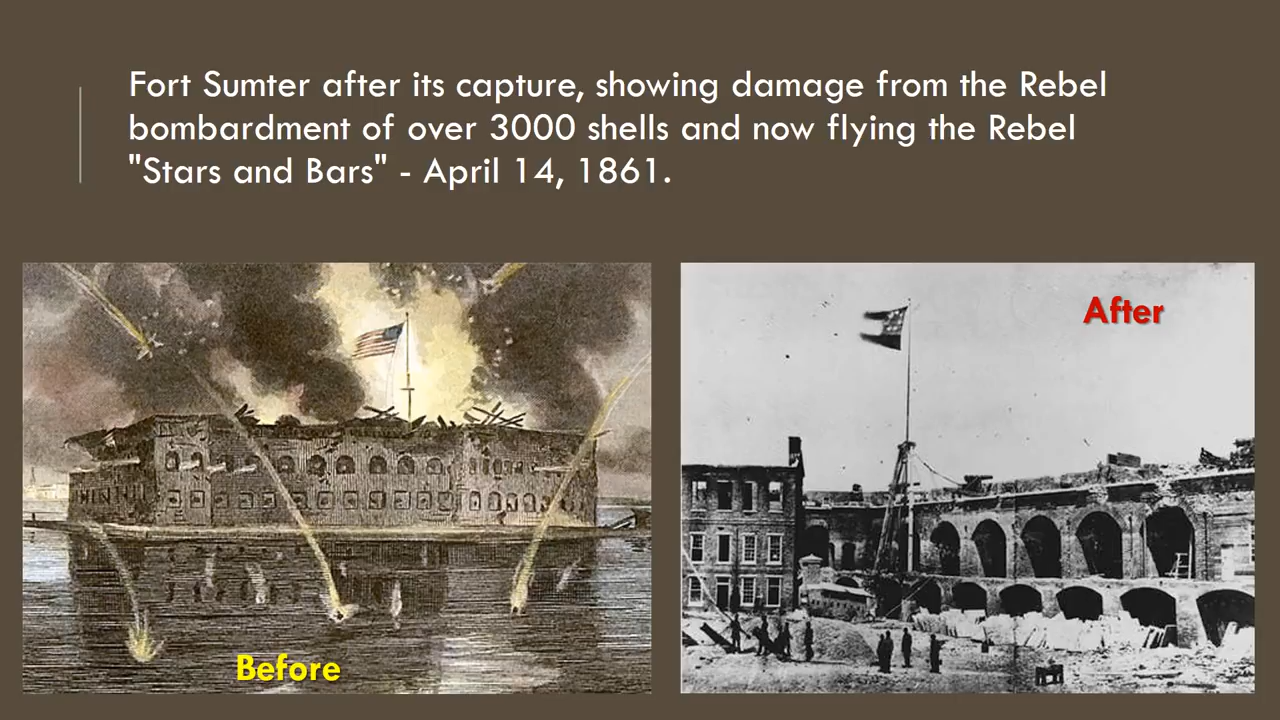 Fort Sumter after its capture, showing damage from the Rebel
bombardment of over 3000 shells and now flying the Rebel
"Stars and Bars" - April 14, 1861.
After
Before